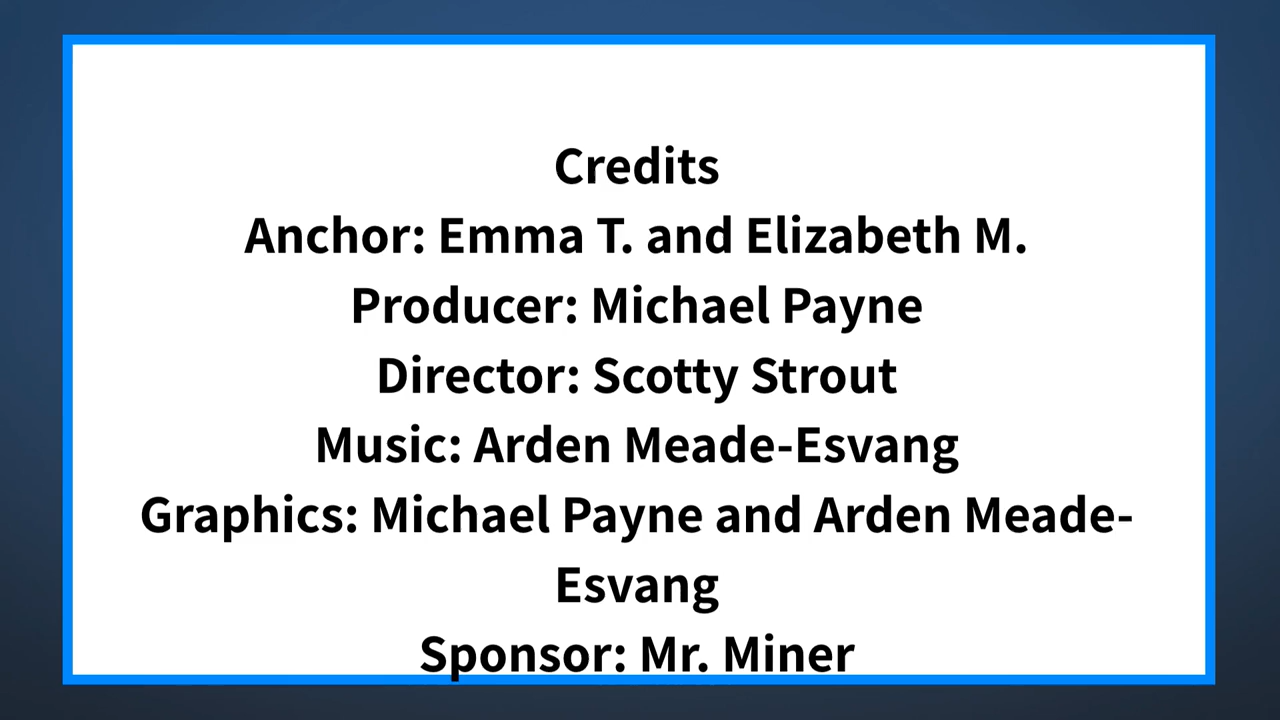 Credits
Anchor: Emma T. and Elizabeth M.
Producer: Michael Payne
Director: Scotty Strout
Music: Arden Meade-Esvang
Graphics: Michael Payne and Arden Meade-
Esvang
Sponsor: Mr. Miner